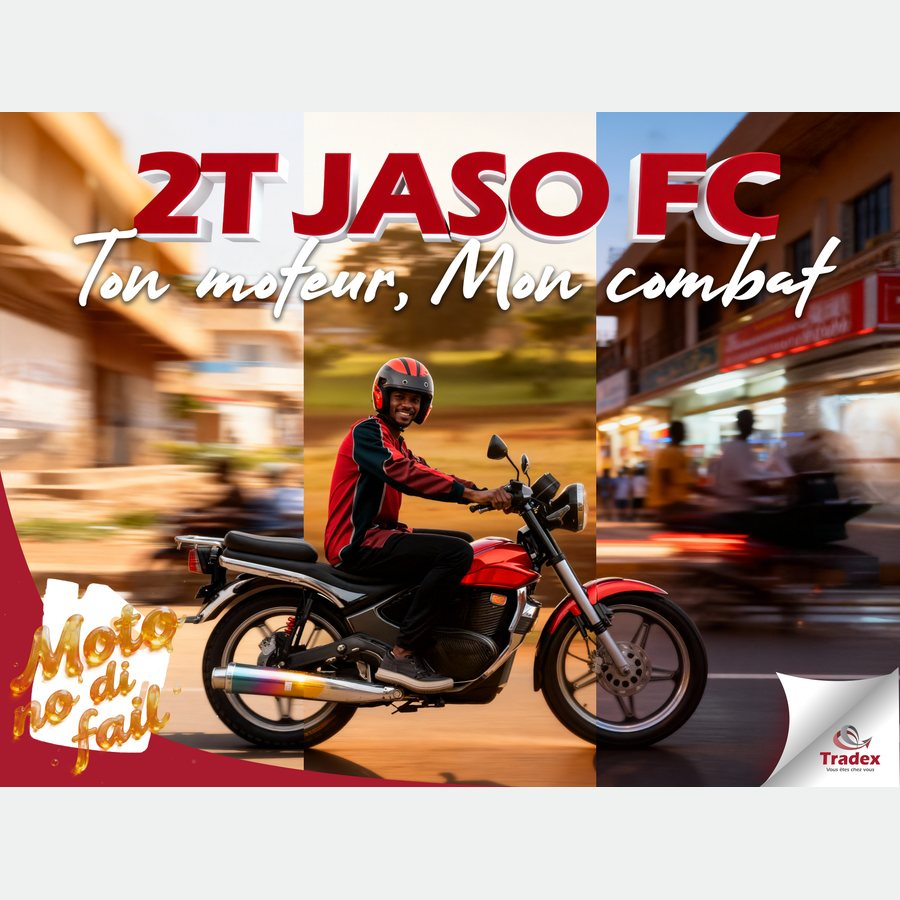 2T JASO FC
Ton moteur, Mon combat
Moto
no di
fail
Tradex
Vous êtes chez vous